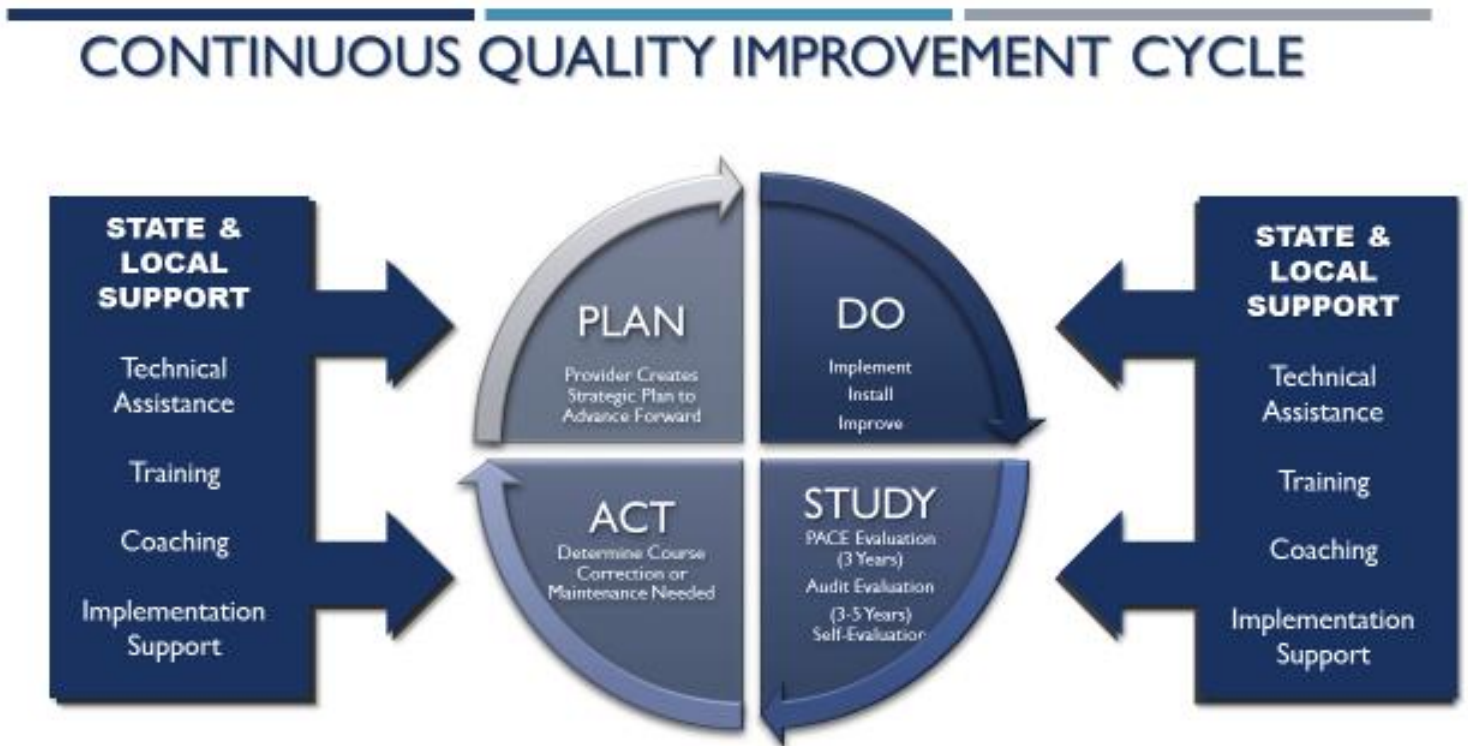 CONTINUOUS QUALITY IMPROVEMENT CYCLE
STATE &
LOCAL
SUPPORT
Technical
Assistance
Training
Coaching
Implementation
Support
PLAN
Provider Creates
Strategic Plan to
Advance Forward
DO
Implement
Install
Improve
ACT
Determine Course
Correction or
Maintenance Needed
STUDY
PACE Evaluation
(3 Years)
Audit Evaluation
(3-5 Years)
Self-Evaluation
STATE &
LOCAL
SUPPORT
Technical
Assistance
Training
Coaching
Implementation
Support